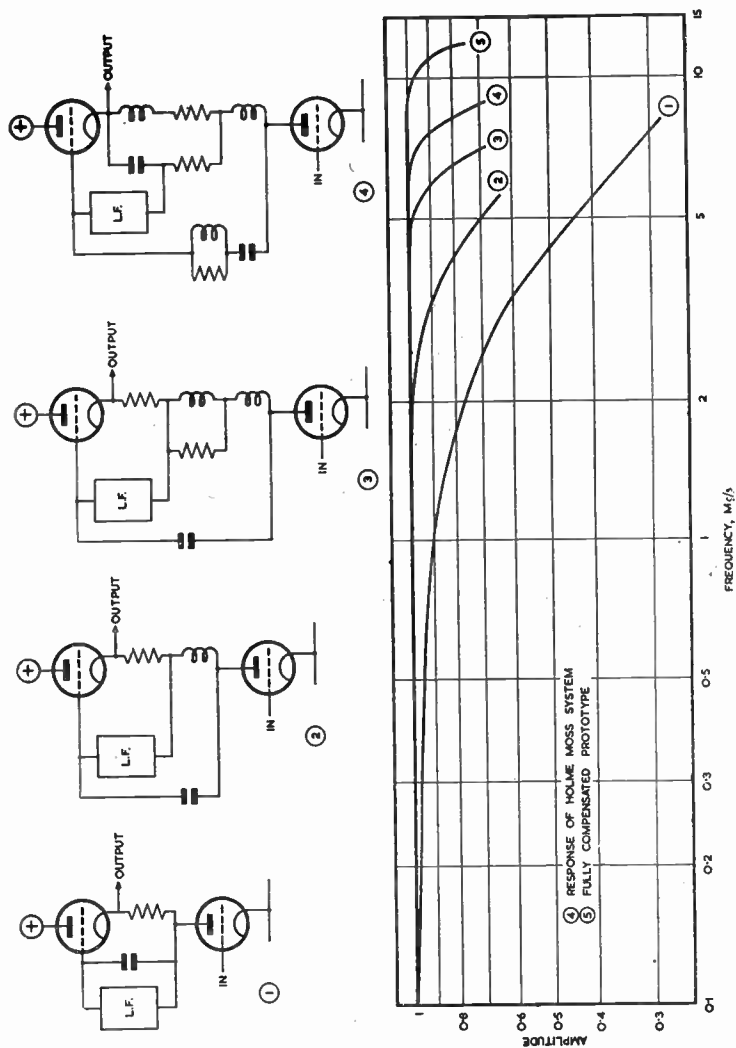 +
L.F.
OUTPUT
IN
1
+
L.F.
OUTPUT
IN
2
+
L.F.
OUTPUT
IN
3
+
L.F.
OUTPUT
IN
4
AMPLITUDE
1
0·8
0·6
0·5
0·4
0·3
5
4
3
2
1
4 RESPONSE OF HOLME MOSS SYSTEM
5 FULLY COMPENSATED PROTOTYPE
0·1
0·2
0·3
0·5
1
2
5
10
15
FREQUENCY, Mc/s